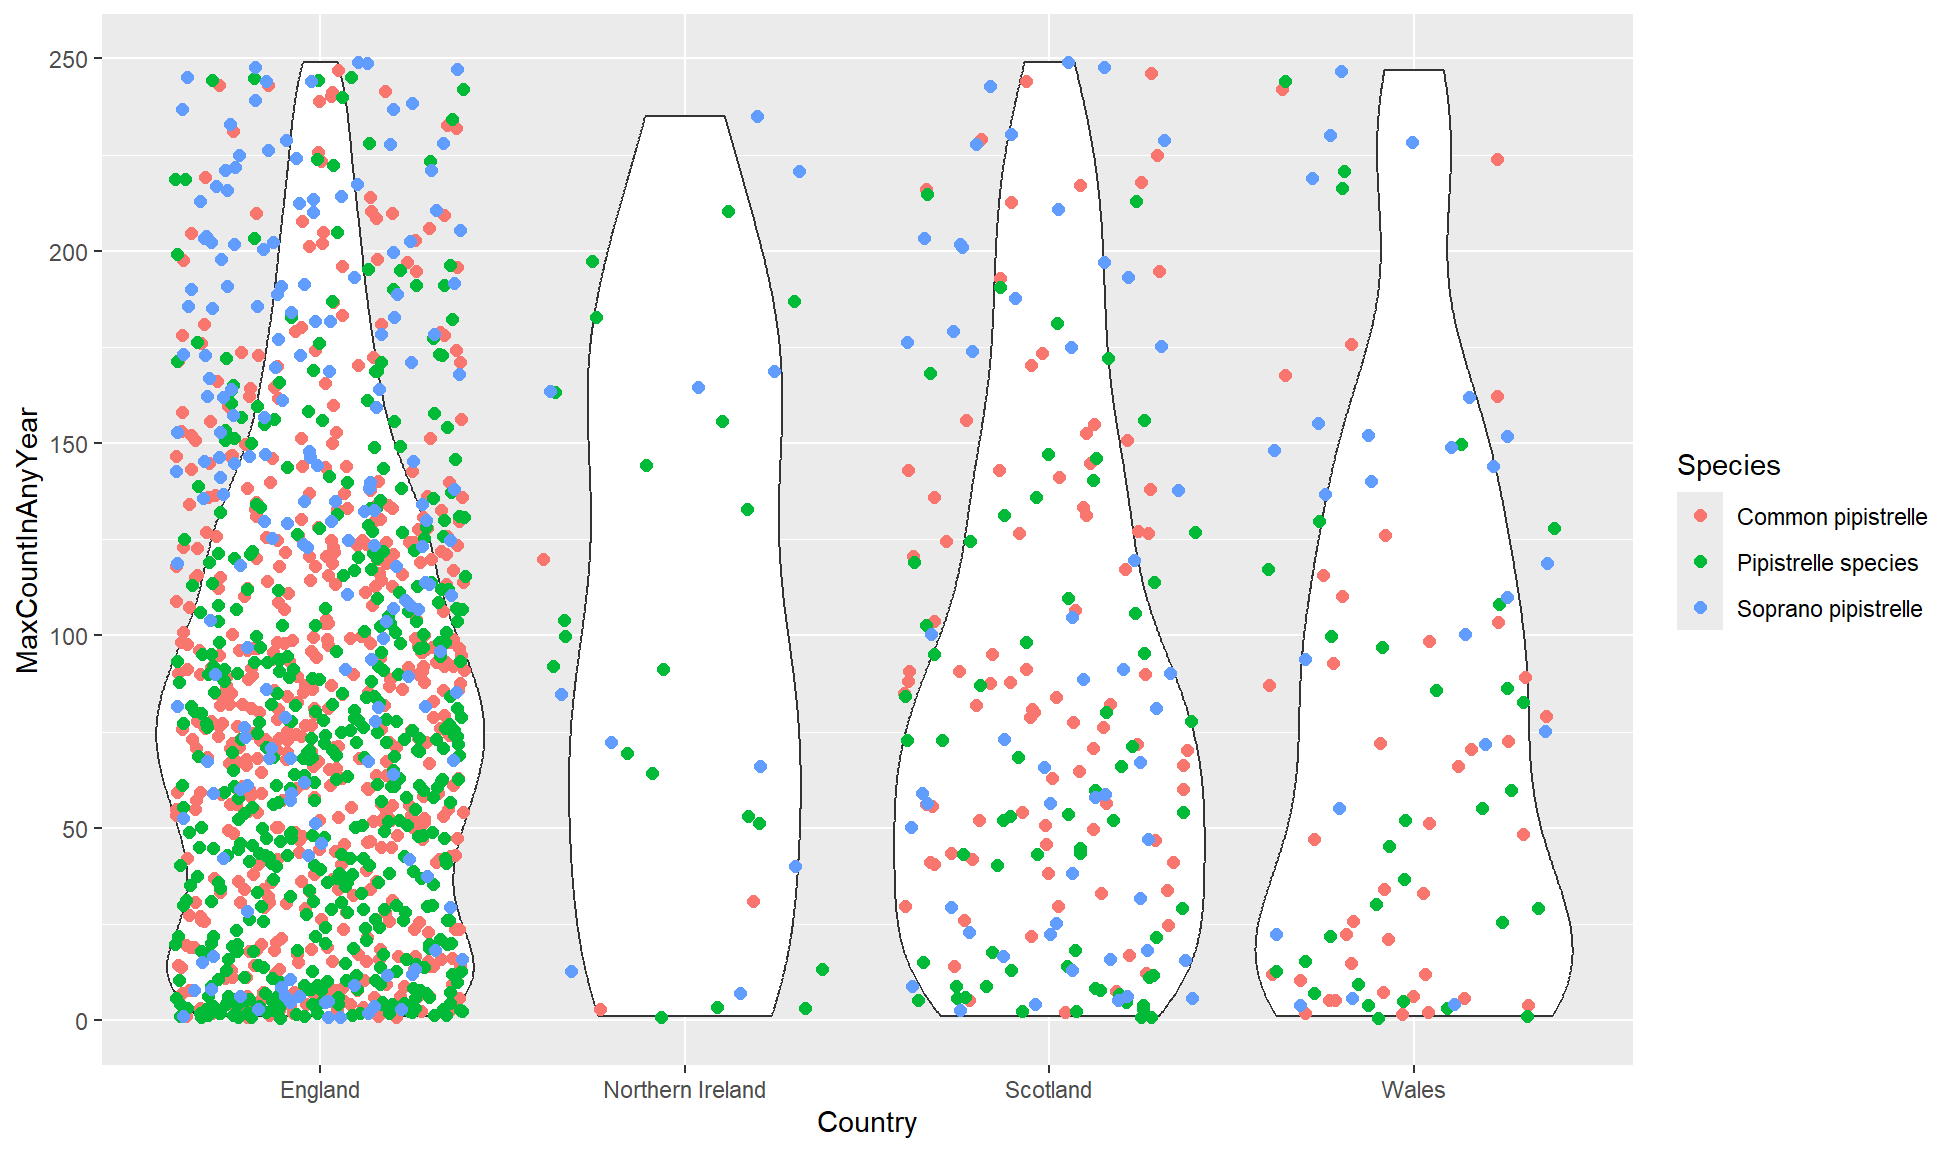 250
200
150
100
50
0
MaxCountInAnyYear
England
Northern Ireland
Scotland
Wales
Country
Species
Common pipistrelle
Pipistrelle species
Soprano pipistrelle